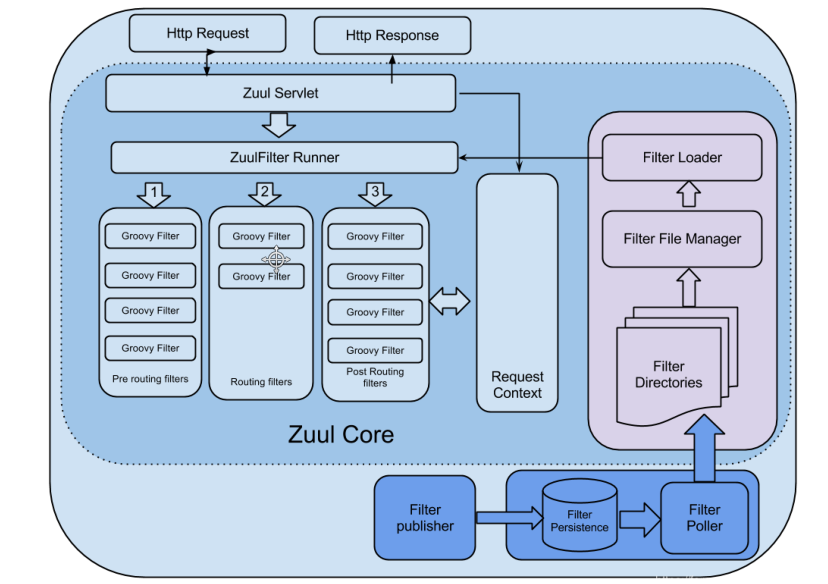 Http Request
Http Response
Zuul Servlet
ZuulFilter Runner
Filter Loader
1
2
3
Groovy Filter
Groovy Filter
Groovy Filter
Groovy Filter
Pre routing filters
Groovy Filter
Groovy Filter
Routing filters
Groovy Filter
Groovy Filter
Groovy Filter
Groovy Filter
Post Routing
filters
Request
Context
Filter File Manager
Filter
Directories
Zuul Core
Filter
publisher
Filter
Persistence
Filter
Poller